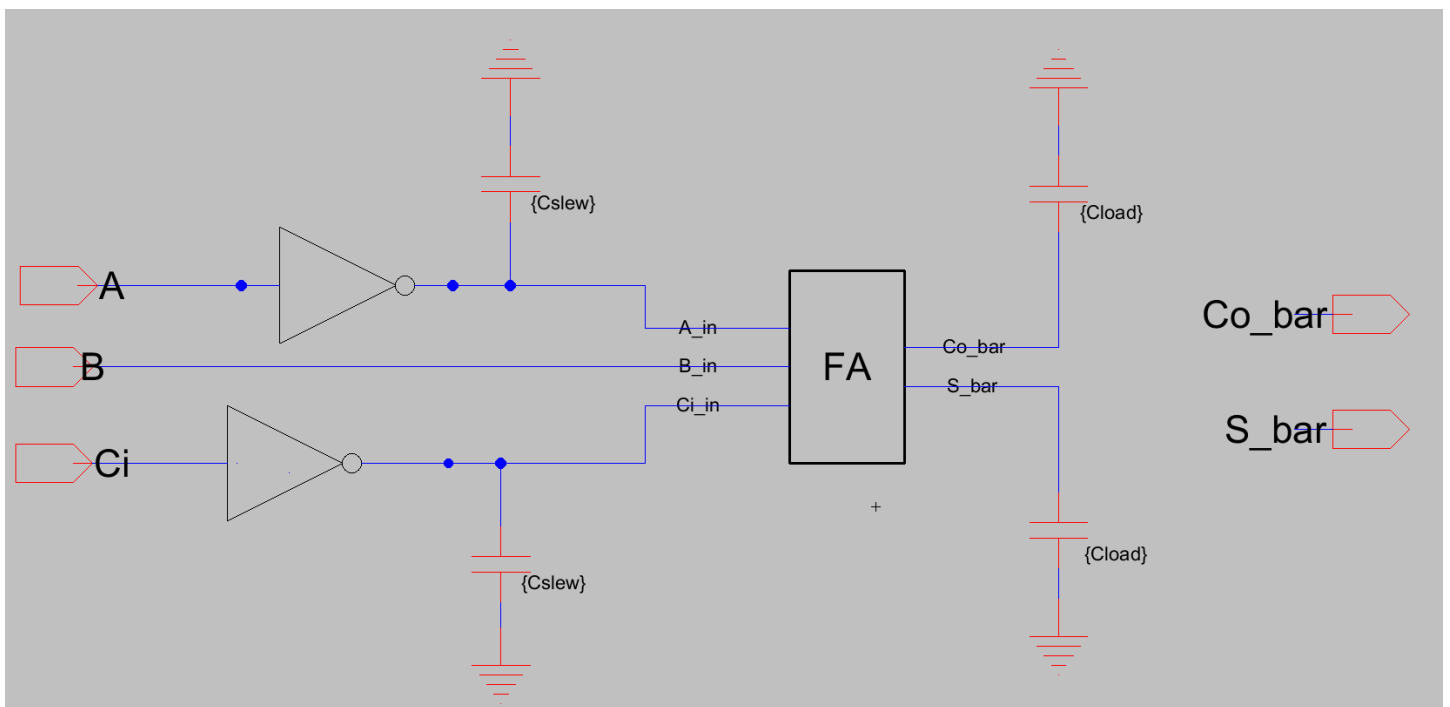 {Cslew}
{Cload}
A
A_in
Co_bar
Co_bar
B
B_in
FA
S_bar
Ci_in
S_bar
Ci
{Cslew}
{Cload}